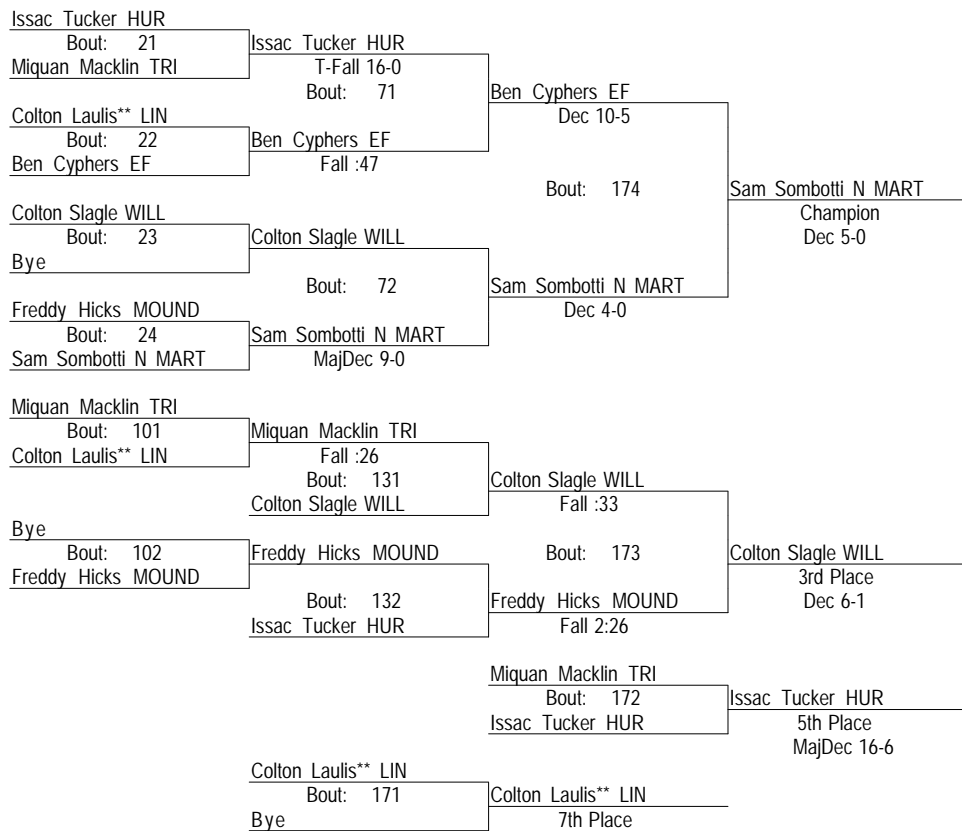 Issac Tucker HUR
Bout: 21
Miquan Macklin TRI
Issac Tucker HUR
T-Fall 16-0
Bout: 71
Colton Laulis** LIN
Bout: 22
Ben Cyphers EF
Ben Cyphers EF
Fall :47
Ben Cyphers EF
Dec 10-5
Bout: 174
Colton Slagle WILL
Bout: 23
Bye
Colton Slagle WILL
Bout: 72
Freddy Hicks MOUND
Bout: 24
Sam Sombotti N MART
Sam Sombotti N MART
MajDec 9-0
Sam Sombotti N MART
Dec 4-0
Sam Sombotti N MART
Champion
Dec 5-0
Miquan Macklin TRI
Bout: 101
Colton Laulis** LIN
Miquan Macklin TRI
Fall :26
Bout: 131
Colton Slagle WILL
Colton Slagle WILL
Fall :33
Bye
Bout: 102
Freddy Hicks MOUND
Freddy Hicks MOUND
Bout: 132
Issac Tucker HUR
Bout: 173
Freddy Hicks MOUND
Fall 2:26
Colton Slagle WILL
3rd Place
Dec 6-1
Miquan Macklin TRI
Bout: 172
Issac Tucker HUR
Issac Tucker HUR
5th Place
MajDec 16-6
Colton Laulis** LIN
Bout: 171
Bye
Colton Laulis** LIN
7th Place